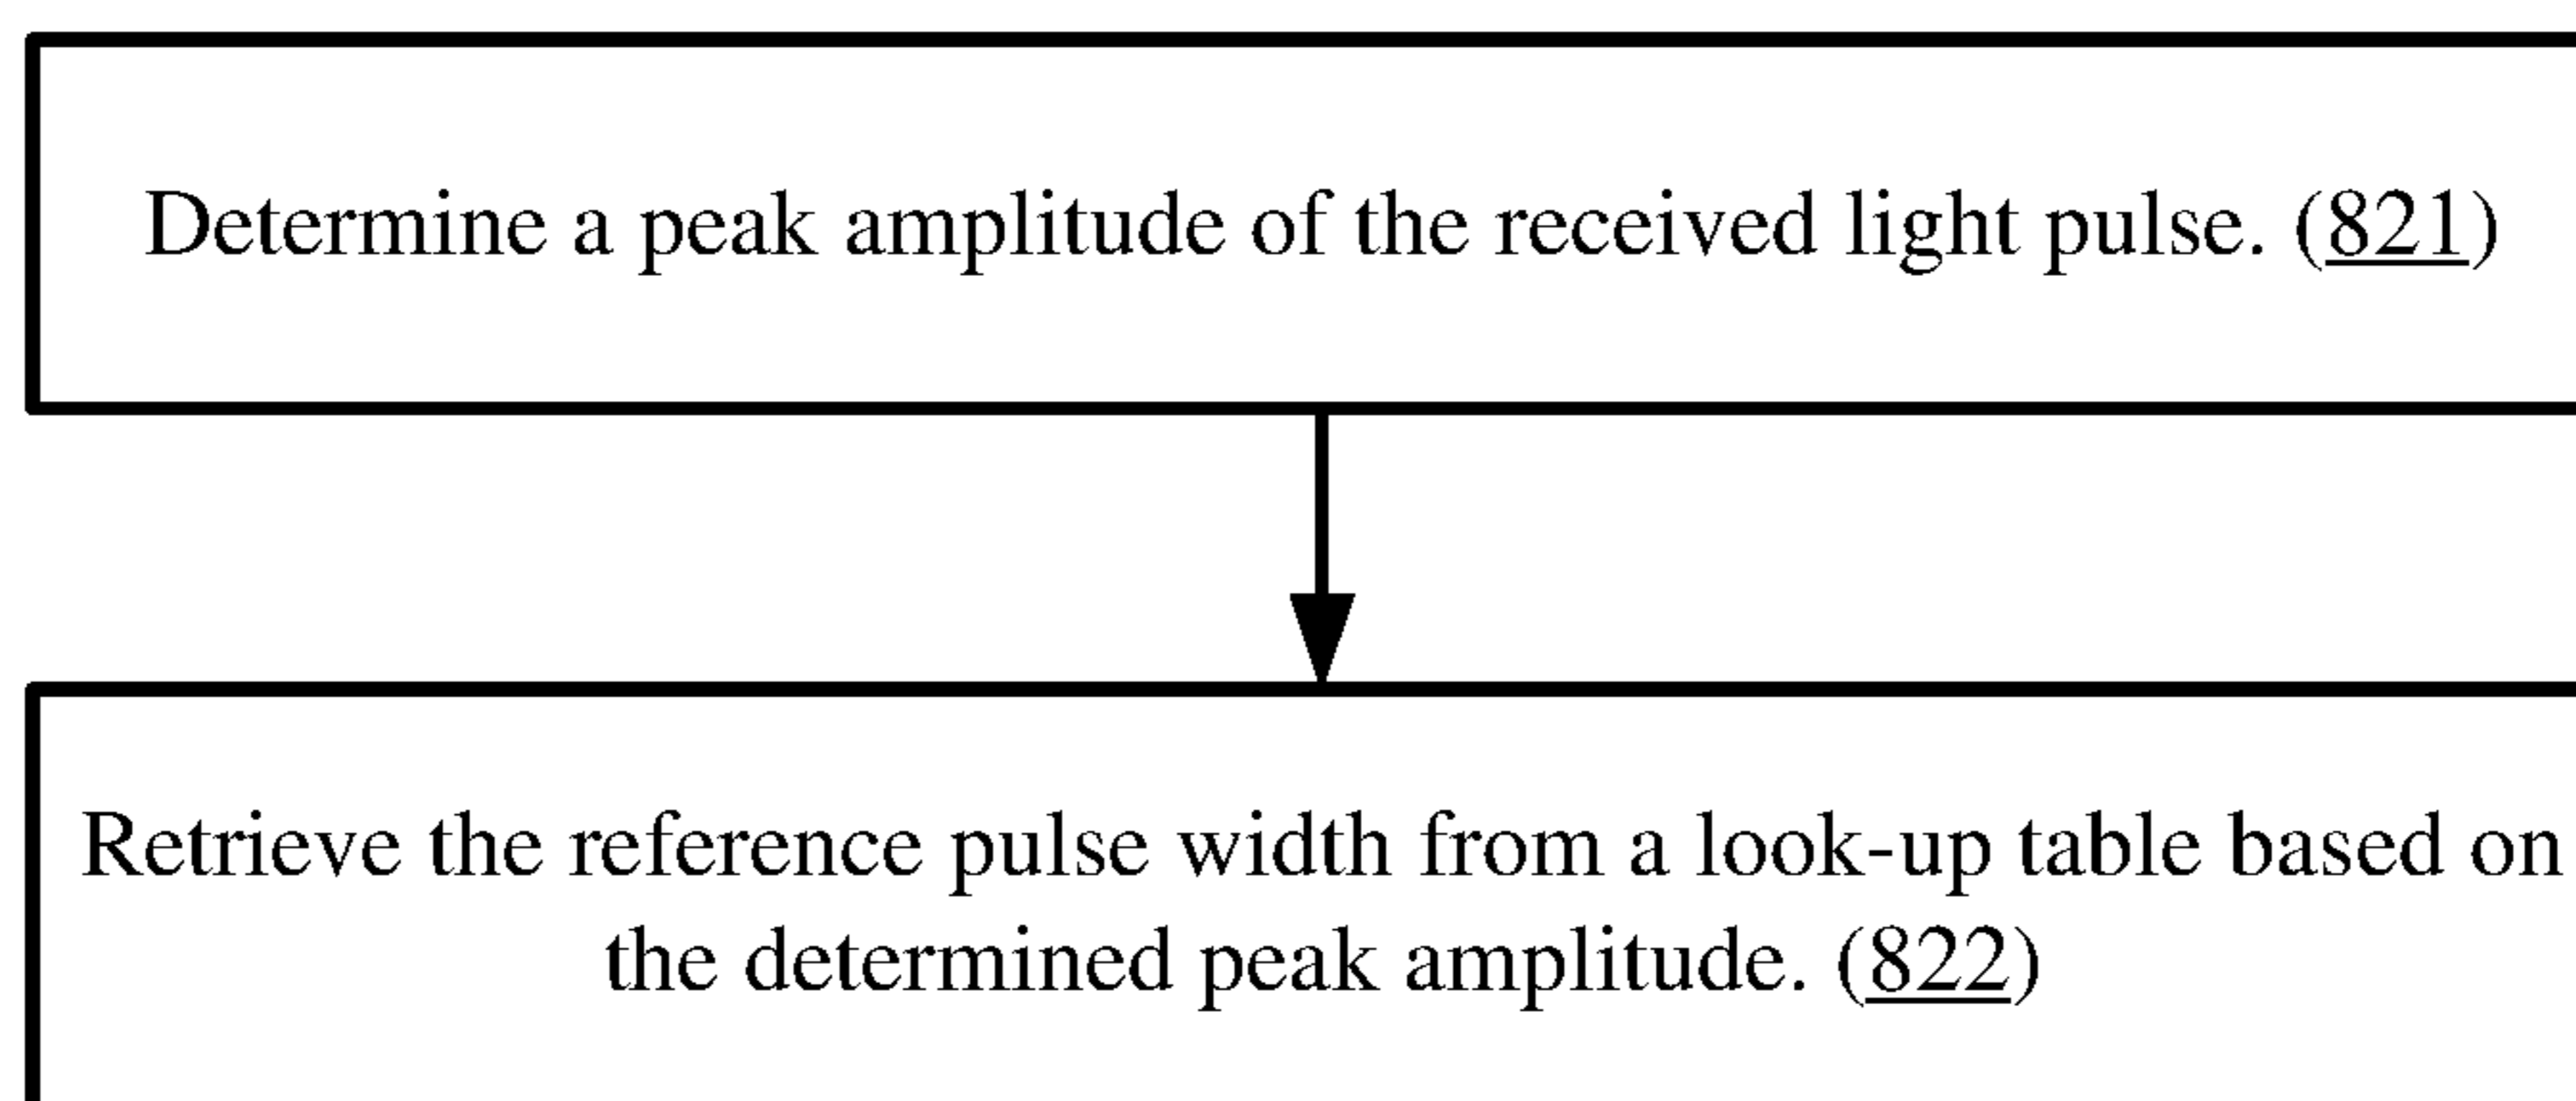 Determine a peak amplitude of the received light pulse. (821)
Retrieve the reference pulse width from a look-up table based on
the determined peak amplitude. (822)